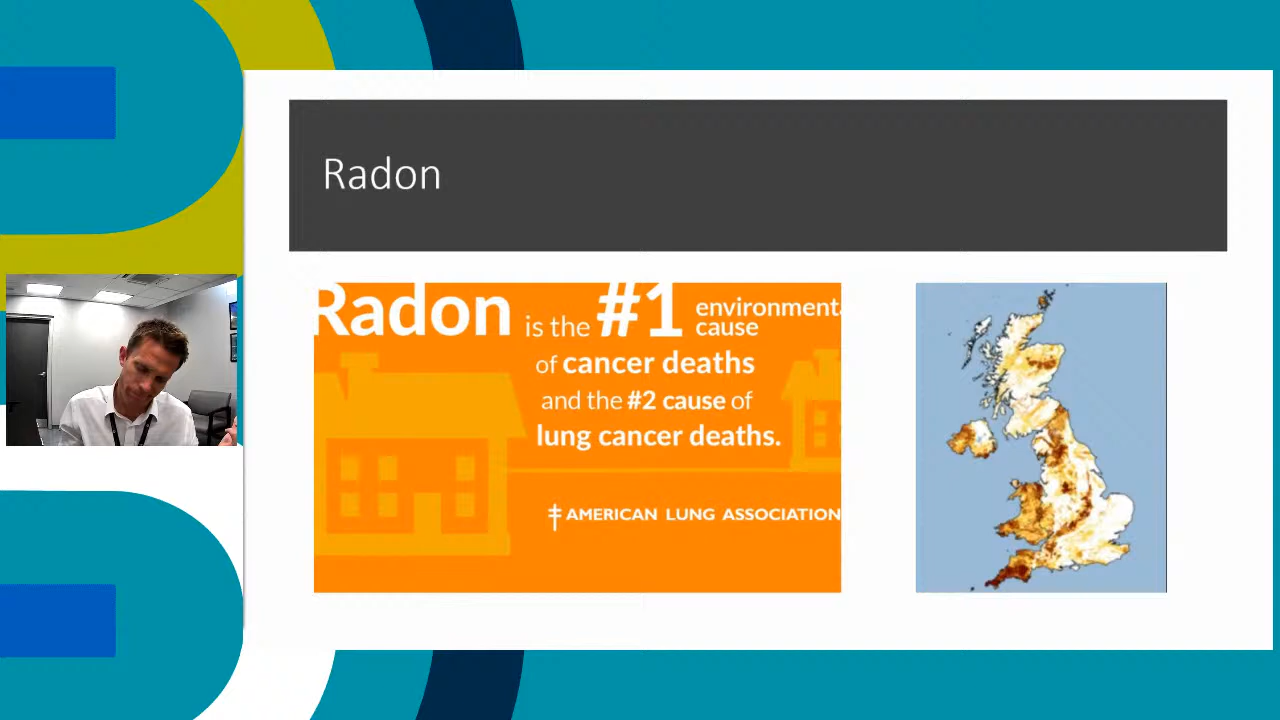 Radon
Radon is the #1 environmenta
cause
of cancer deaths
and the #2 cause of
lung cancer deaths.
AMERICAN LUNG ASSOCIATION